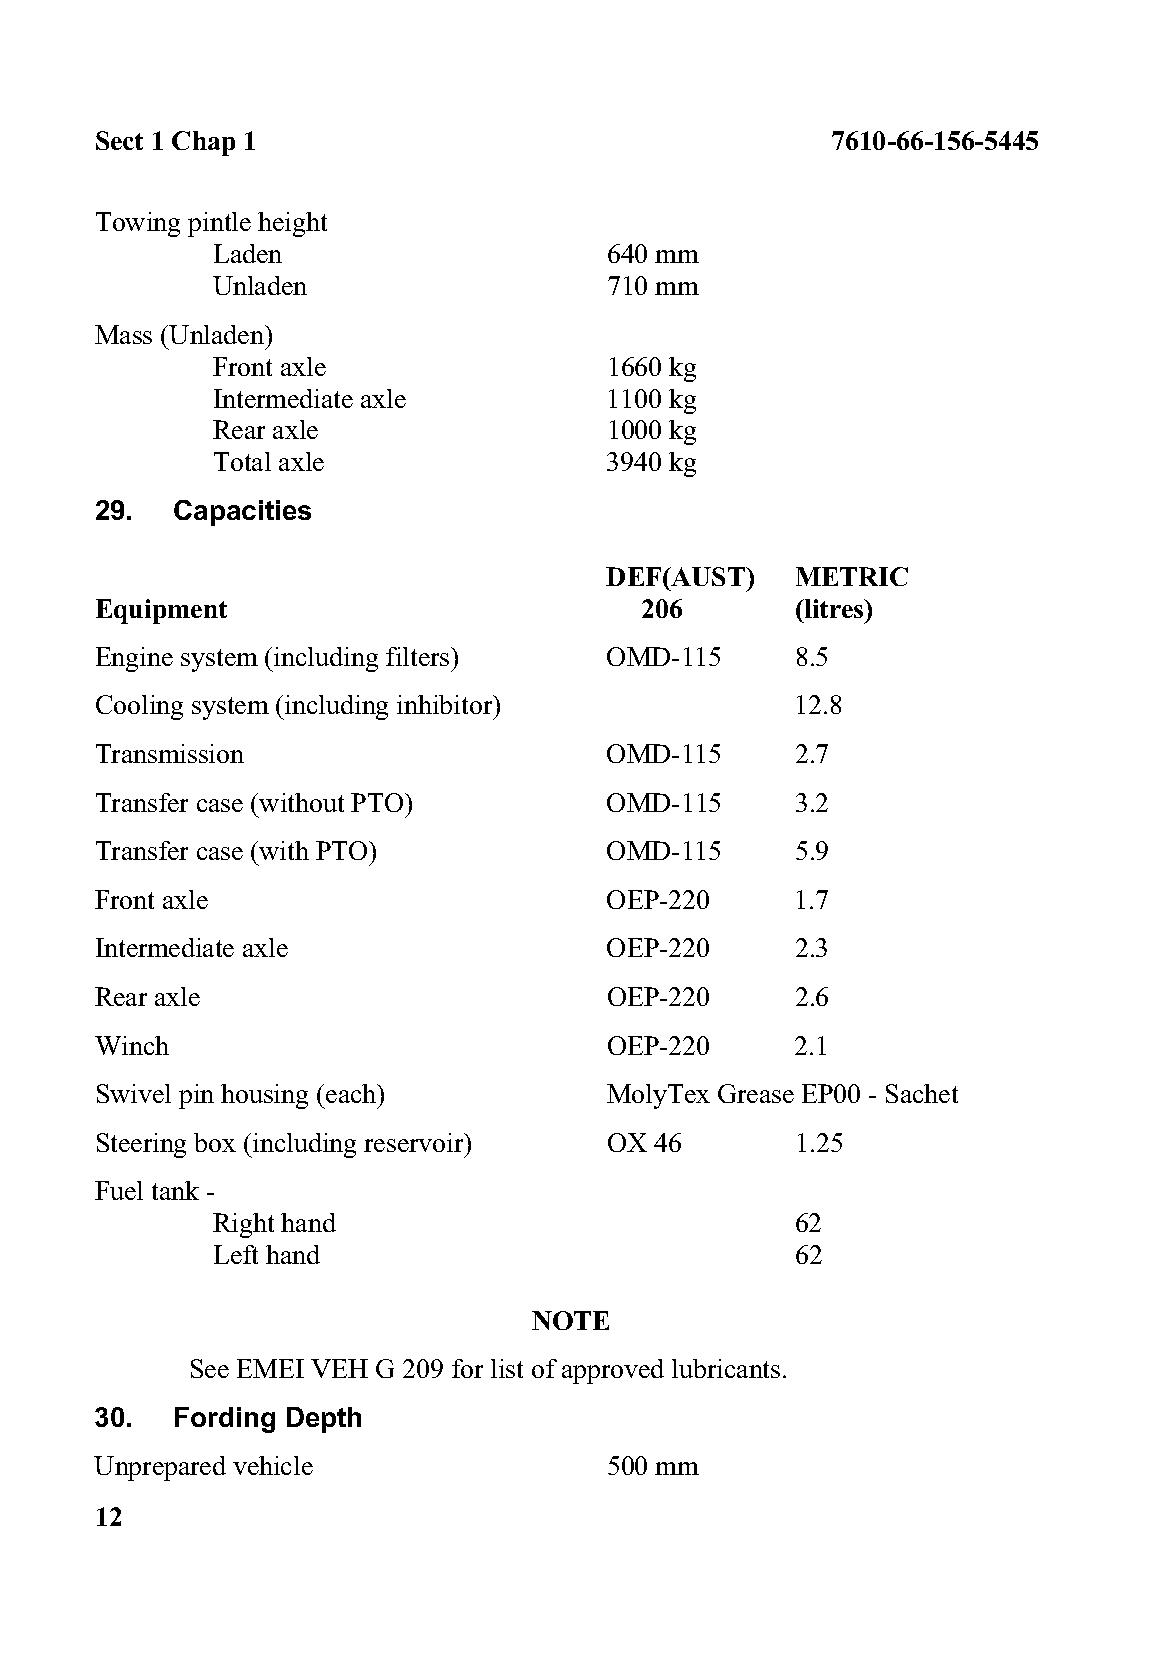 Sect 1 Chap 1 7610-66-156-5445
Towing pintle height
Laden 640 mm
Unladen 710 mm
Mass (Unladen)
Front axle 1660 kg
Intermediate axle 1100 kg
Rear axle 1000 kg
Total axle 3940 kg
29. Capacities
DEF(AUST) METRIC
Equipment 206 (litres)
Engine system (including filters) OMD-115 8.5
Cooling system (including inhibitor) 12.8
Transmission OMD-115 2.7
Transfer case (without PTO) OMD-115 3.2
Transfer case (with PTO) OMD-115 5.9
Front axle OEP-220 1.7
Intermediate axle OEP-220 2.3
Rear axle OEP-220 2.6
Winch OEP-220 2.1
Swivel pin housing (each) MolyTex Grease EP00 - Sachet
Steering box (including reservoir) OX 46 1.25
Fuel tank -
Right hand 62
Left hand 62
NOTE
See EMEI VEH G 209 for list of approved lubricants.
30. Fording Depth
Unprepared vehicle 500 mm
12